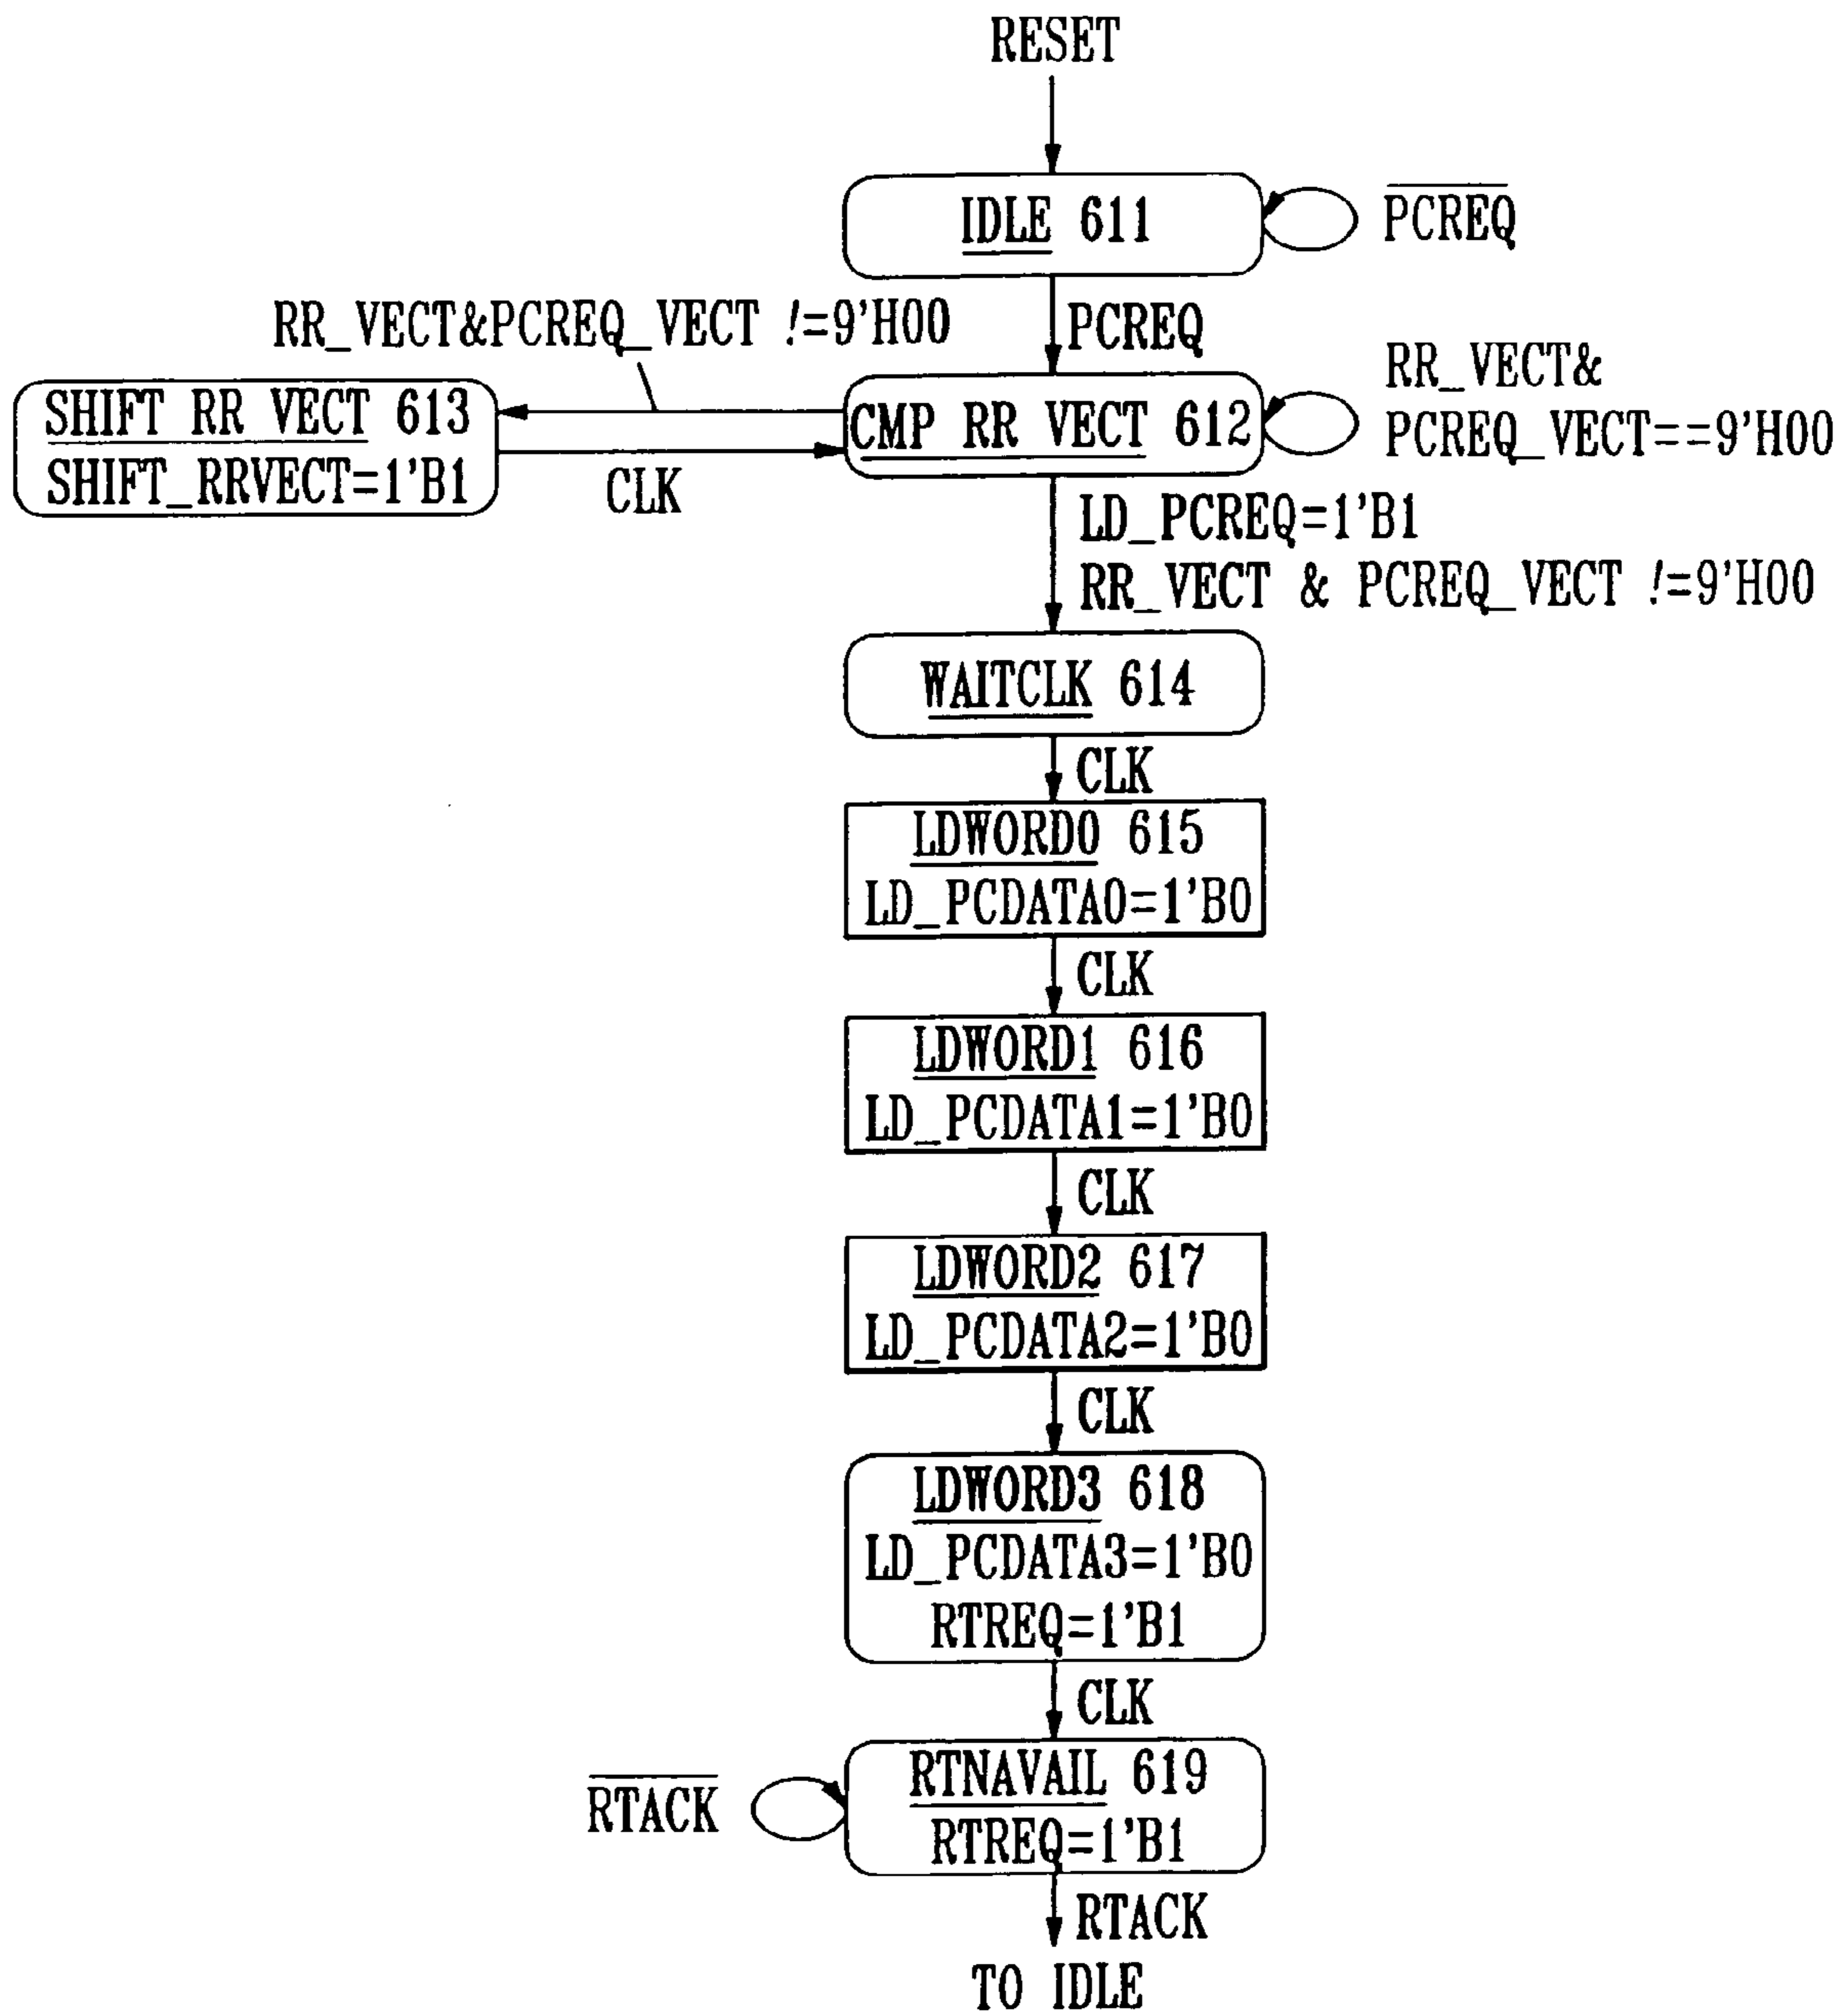 RESET
IDLE 611
PCREQ
PCREQ
RR_VECT&PCREQ_VECT !=9'H00
RR_VECT&
PCREQ_VECT==9'H00
SHIFT RR VECT 613
SHIFT_RRVECT=1'B1
CLK
CMP RR VECT 612
LD_PCREQ=1'B1
RR_VECT & PCREQ_VECT !=9'H00
WAITCLK 614
CLK
LDWORD0 615
LD_PCDATA0=1'B0
CLK
LDWORD1 616
LD_PCDATA1=1'B0
CLK
LDWORD2 617
LD_PCDATA2=1'B0
CLK
LDWORD3 618
LD_PCDATA3=1'B0
RTREQ=1'B1
CLK
RTACK
RTNAVAIL 619
RTREQ=1'B1
RTACK
TO IDLE